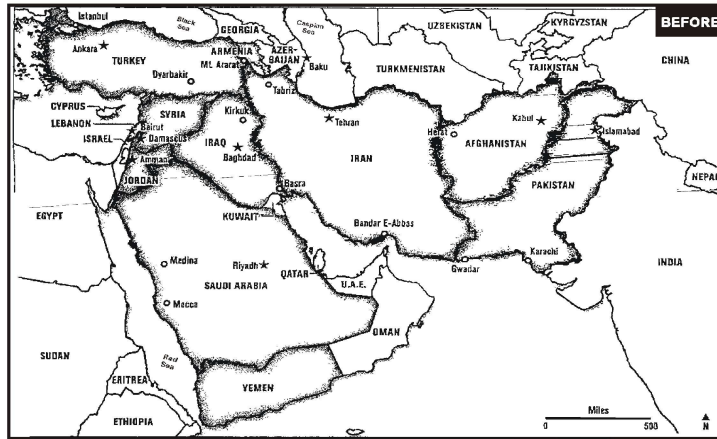 BEFORE
Istanbul
Black
Sea
Caspian
Sea
UZBEKISTAN
KYRGYZSTAN
GEORGIA
Ankara
TURKEY
ARMENIA
AZER-
BAIJAN
Baku
Mt. Ararat
TURKMENISTAN
TAJIKISTAN
CHINA
Dyarbakir
Tabriz
CYPRUS
SYRIA
Kirkuk
Tehran
Kabul
Islamabad
LEBANON
Bairut
Damascus
Herat
AFGHANISTAN
ISRAEL
IRAQ
IRAN
Baghdad
Amman
JORDAN
PAKISTAN
NEPAL
Basra
EGYPT
KUWAIT
Bandar E-Abbas
Karachi
Gwadar
Medina
Riyadh
QATAR
INDIA
SAUDI ARABIA
U.A.E.
Mecca
OMAN
SUDAN
Red
Sea
ERITREA
YEMEN
ETHIOPIA
Miles
0
500
N